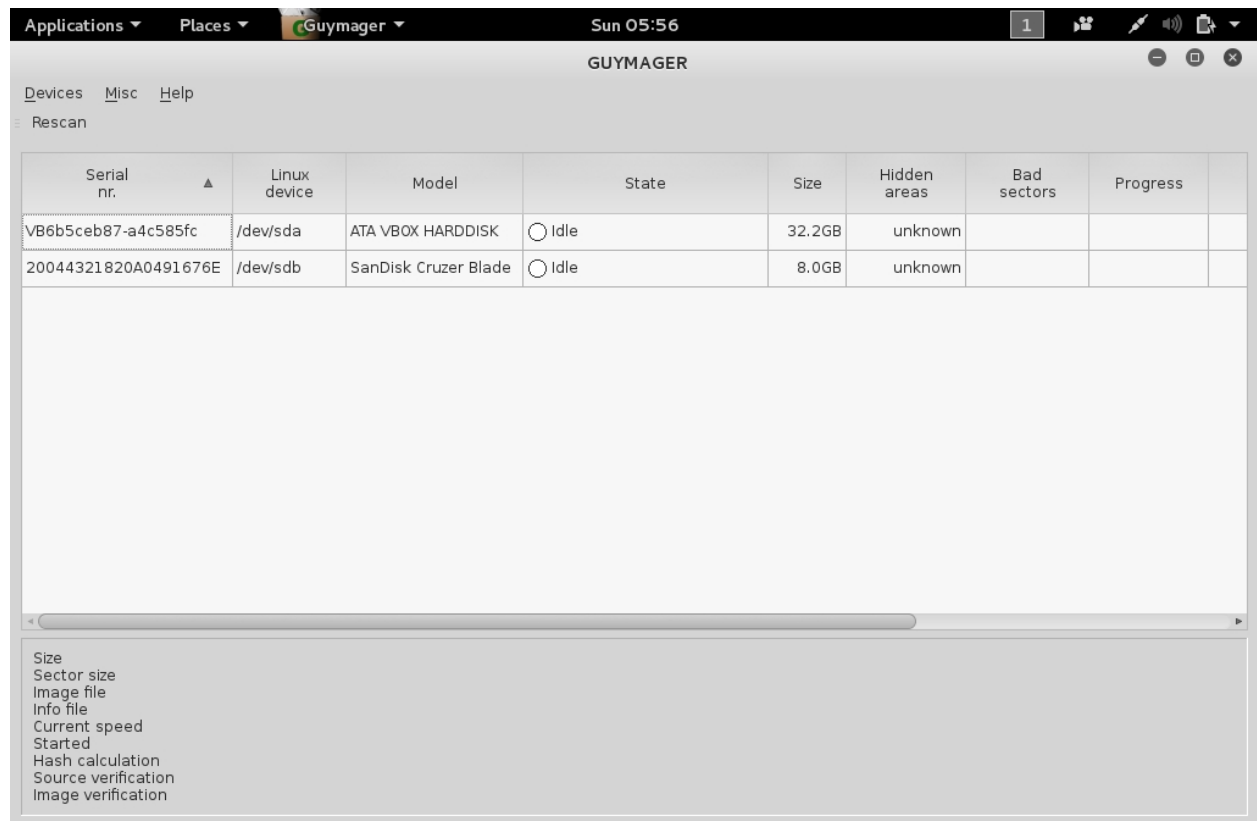 Applications Places Guymager Sun 05:56 1
GUYMAGER
Devices Misc Help
Rescan
Serial nr. Linux device Model State Size Hidden areas Bad sectors Progress
VB6b5ceb87-a4c585fc /dev/sda ATA VBOX HARDDISK Idle 32.2GB unknown
20044321820A0491676E /dev/sdb SanDisk Cruzer Blade Idle 8.0GB unknown
Size
Sector size
Image file
Info file
Current speed
Started
Hash calculation
Source verification
Image verification